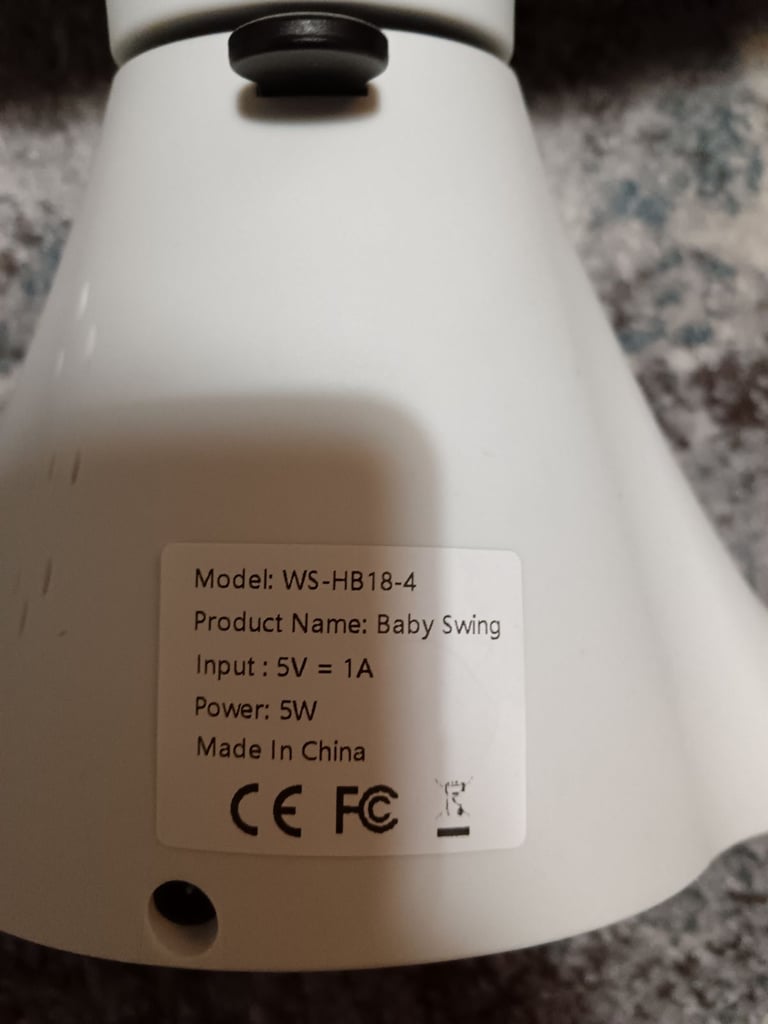 Model: WS-HB18-4
Product Name: Baby Swing
Input : 5V = 1A
Power: 5W
Made In China
CE FC